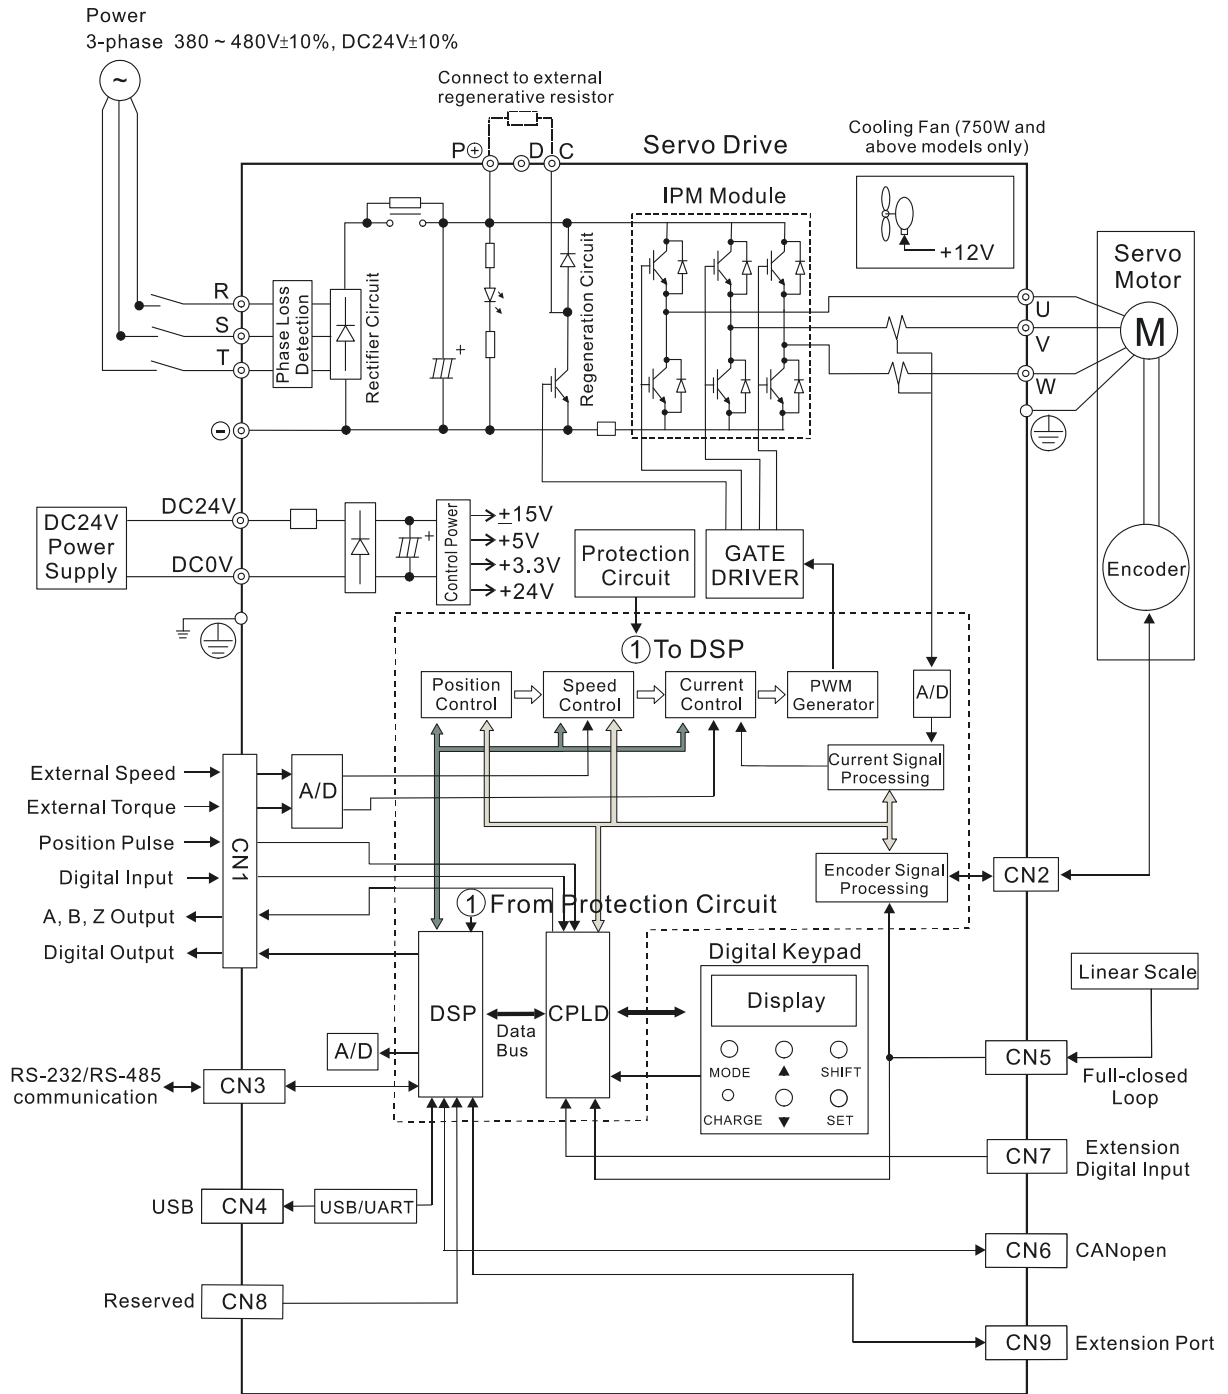 Power
3-phase 380 ~ 480V±10%, DC24V±10%
~
Connect to external
regenerative resistor
P⊕
D
C
Servo Drive
Cooling Fan (750W and
above models only)
IPM Module
+12V
Servo
Motor
R
S
T
Phase Loss
Detection
Rectifier Circuit
+
Regeneration Circuit
U
V
W
M
⊖
DC24V
Power
Supply
DC24V
DC0V
+
Control Power
±15V
+5V
+3.3V
+24V
Protection
Circuit
GATE
DRIVER
Encoder
① To DSP
Position
Control
Speed
Control
Current
Control
PWM
Generator
A/D
Current Signal
Processing
External Speed
External Torque
Position Pulse
Digital Input
A, B, Z Output
Digital Output
CN1
A/D
Encoder Signal
Processing
CN2
① From Protection Circuit
DSP
Data
Bus
CPLD
A/D
Digital Keypad
Display
MODE
▲
SHIFT
CHARGE
▼
SET
Linear Scale
CN5
Full-closed
Loop
RS-232/RS-485
communication
CN3
CN7
Extension
Digital Input
USB
CN4
USB/UART
CN6
CANopen
Reserved
CN8
CN9
Extension Port